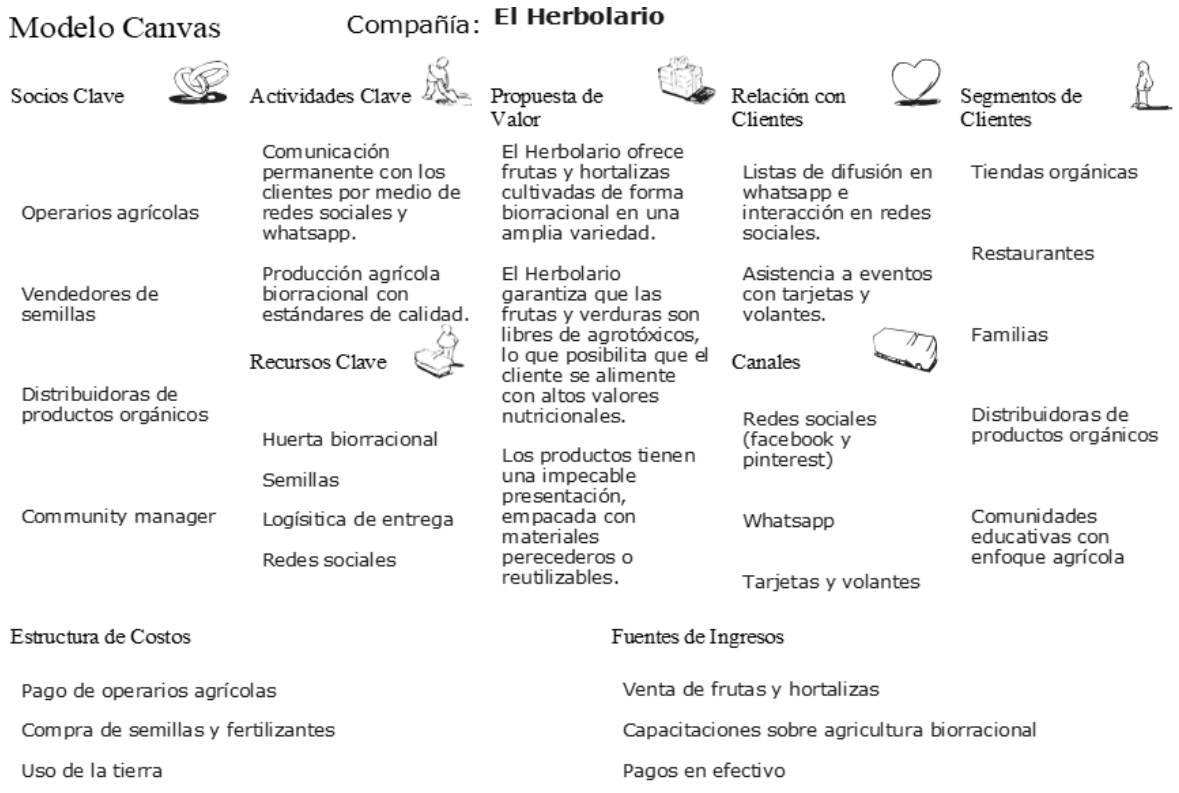 Modelo Canvas
Compañía: El Herbolario
Socios Clave
Operarios agrícolas
Vendedores de
semillas
Distribuidoras de
productos orgánicos
Community manager
Actividades Clave
Comunicación
permanente con los
clientes por medio de
redes sociales y
whatsapp.
Producción agrícola
biorracional con
estándares de calidad.
Recursos Clave
Huerta biorracional
Semillas
Logísitica de entrega
Redes sociales
Propuesta de
Valor
El Herbolario ofrece
frutas y hortalizas
cultivadas de forma
biorracional en una
amplia variedad.
El Herbolario
garantiza que las
frutas y verduras son
libres de agrotóxicos,
lo que posibilita que el
cliente se alimente
con altos valores
nutricionales.
Los productos tienen
una impecable
presentación,
empacada con
materiales
perecederos o
reutilizables.
Relación con
Clientes
Listas de difusión en
whatsapp e
interacción en redes
sociales.
Asistencia a eventos
con tarjetas y
volantes.
Canales
Redes sociales
(facebook y
pinterest)
Whatsapp
Tarjetas y volantes
Segmentos de
Clientes
Tiendas orgánicas
Restaurantes
Familias
Distribuidoras de
productos orgánicos
Comunidades
educativas con
enfoque agrícola
Estructura de Costos
Pago de operarios agrícolas
Compra de semillas y fertilizantes
Uso de la tierra
Fuentes de Ingresos
Venta de frutas y hortalizas
Capacitaciones sobre agricultura biorracional
Pagos en efectivo